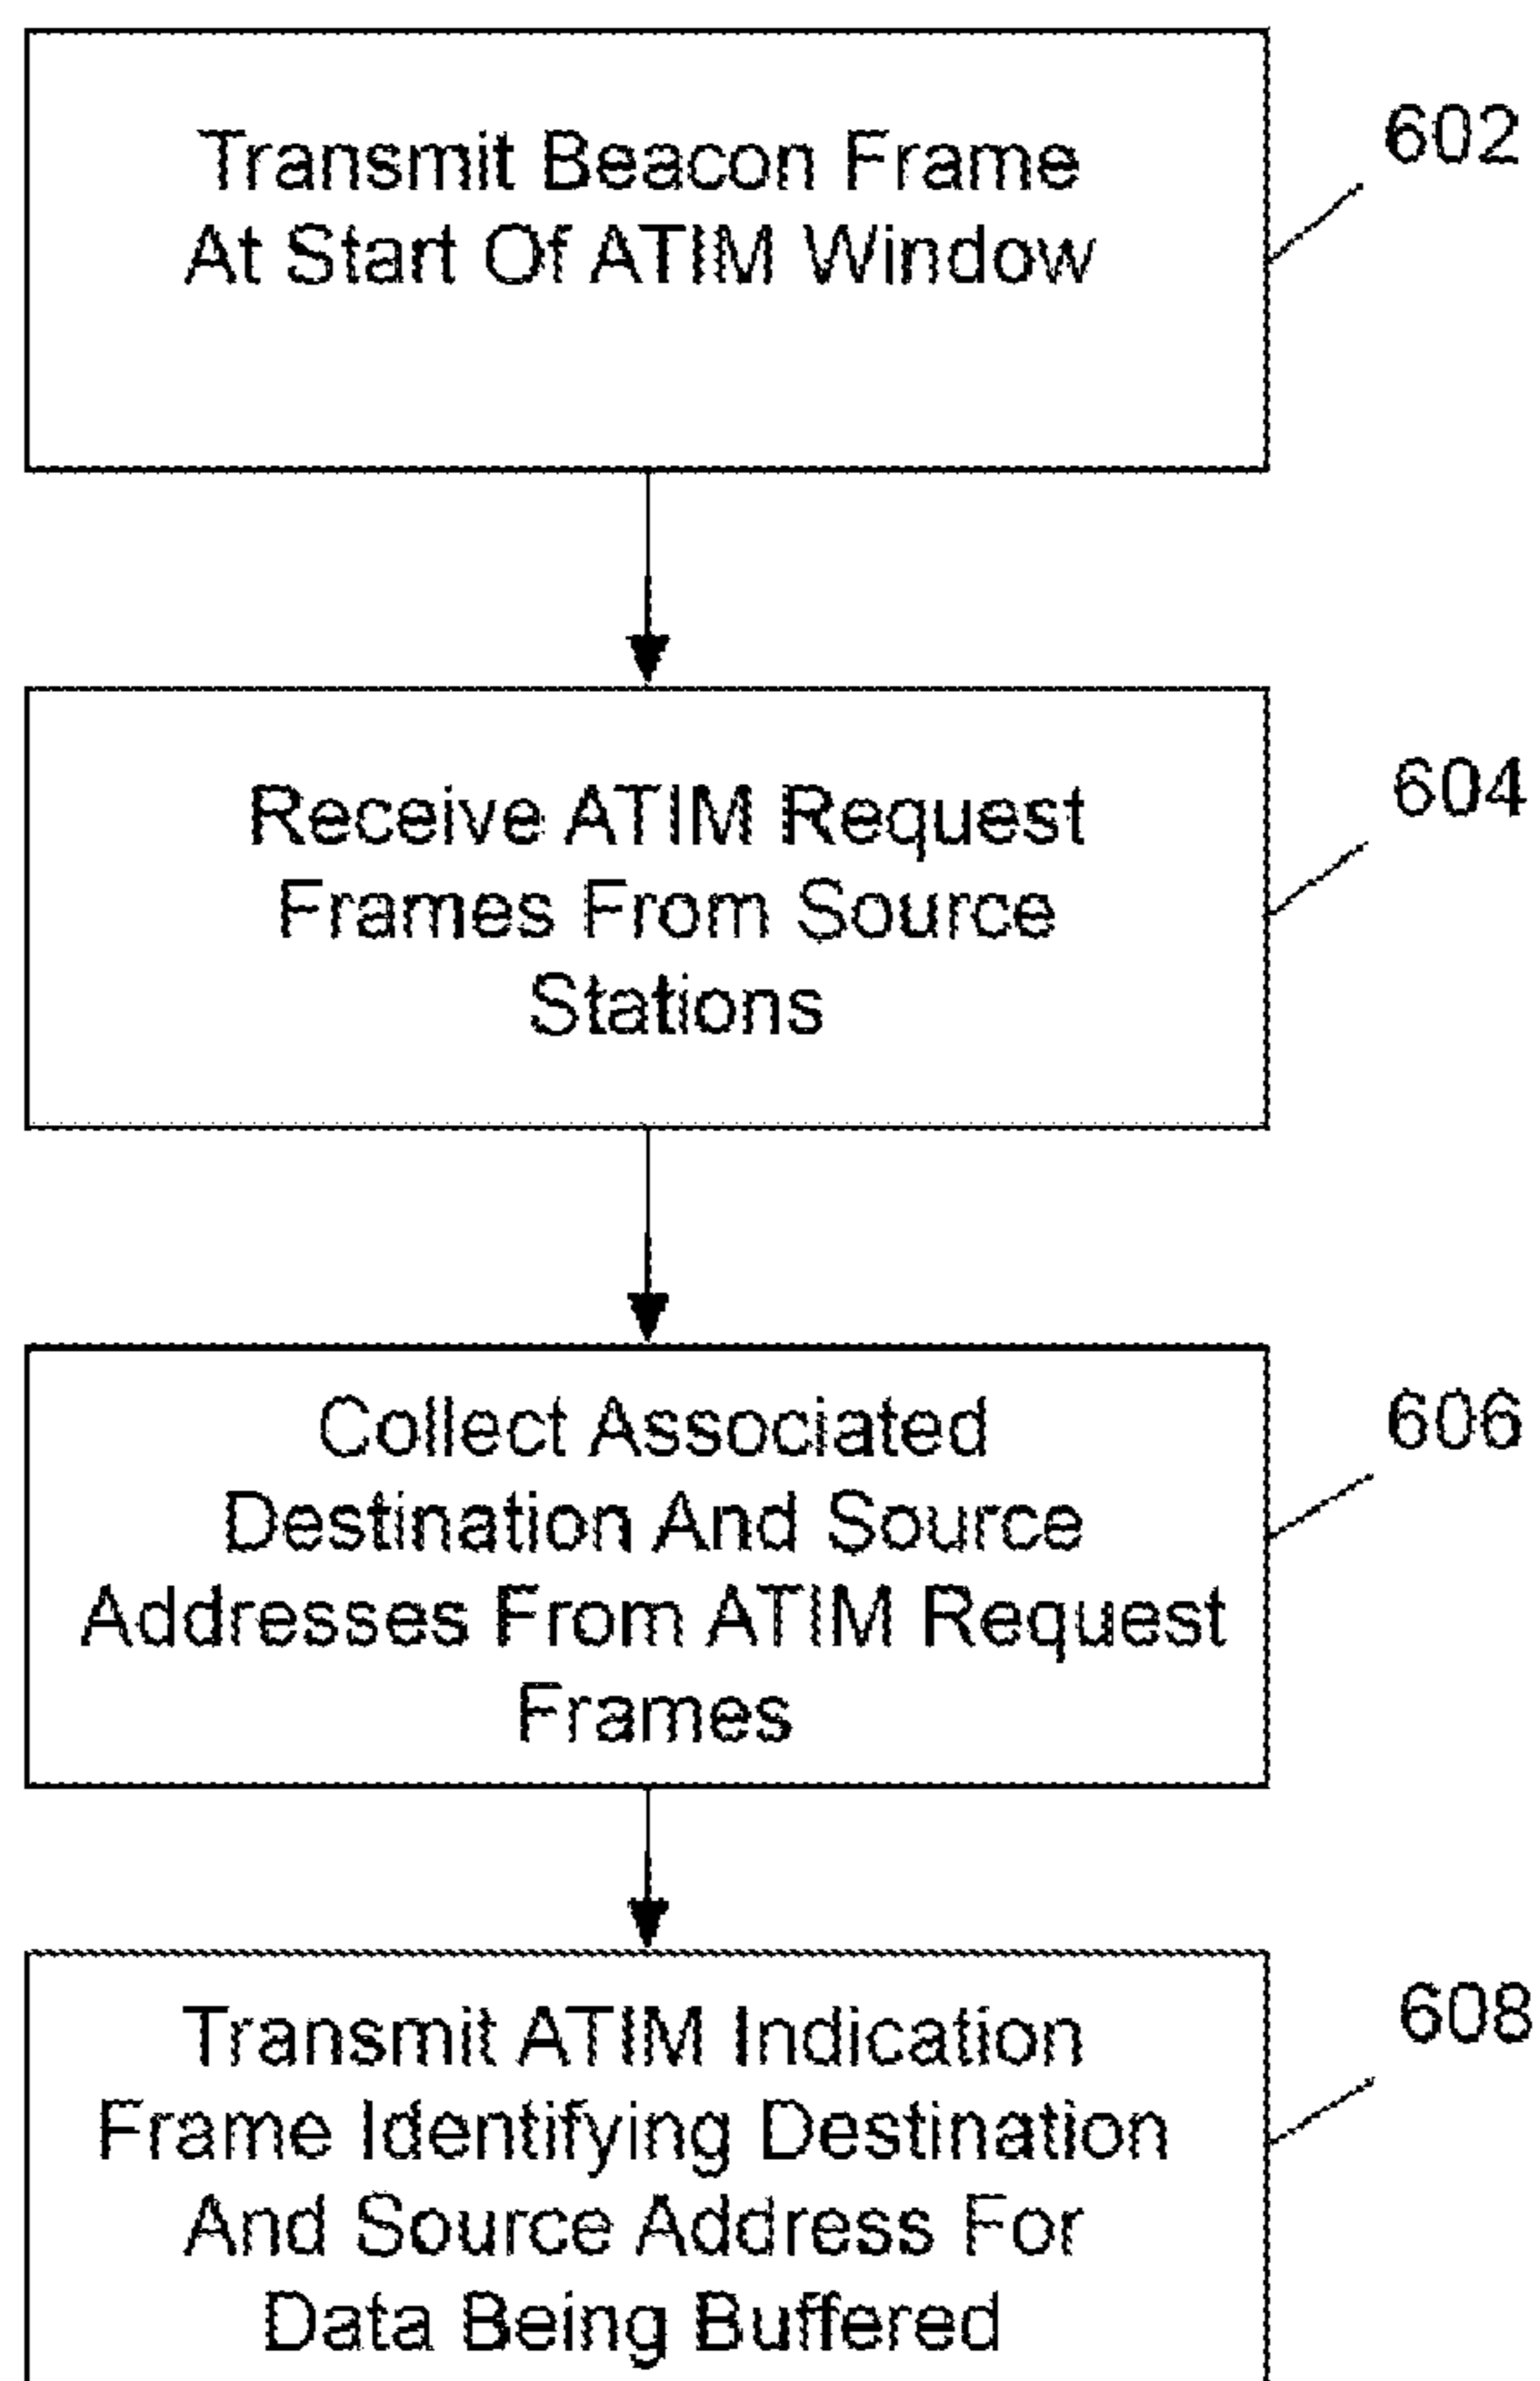 Transmit Beacon Frame
At Start Of ATIM Window
602
Receive ATIM Request
Frames From Source
Stations
604
Collect Associated
Destination And Source
Addresses From ATIM Request
Frames
606
Transmit ATIM Indication
Frame Identifying Destination
And Source Address For
Data Being Buffered
608